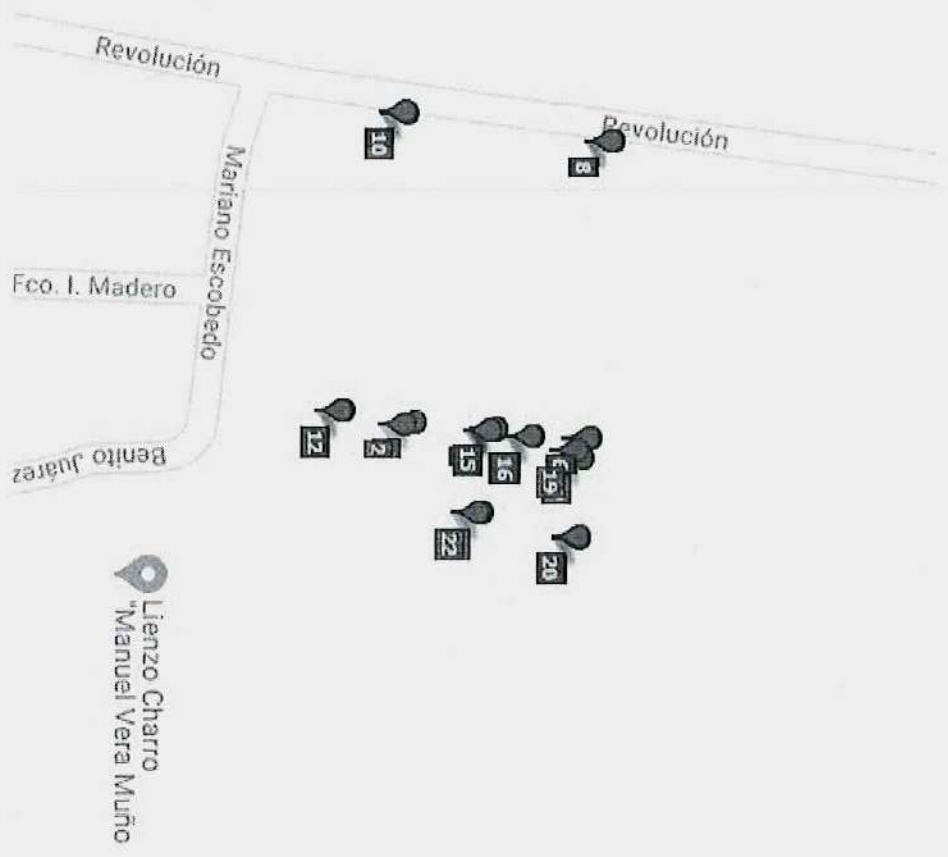 Revolución
Revolución
Mariano Escobedo
Fco. I. Madero
Benito Juárez
Lienzo Charro
"Manuel Vera Muño
10
8
12
2
15
16
19
22
20